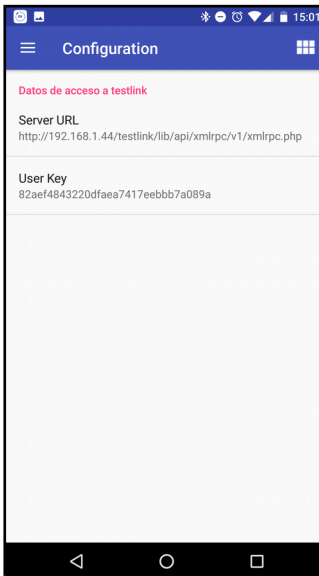 15:01
Configuration
Datos de acceso a testlink
Server URL
http://192.168.1.44/testlink/lib/api/xmlrpc/v1/xmlrpc.php
User Key
82aef4843220dfaea7417eebbb7a089a